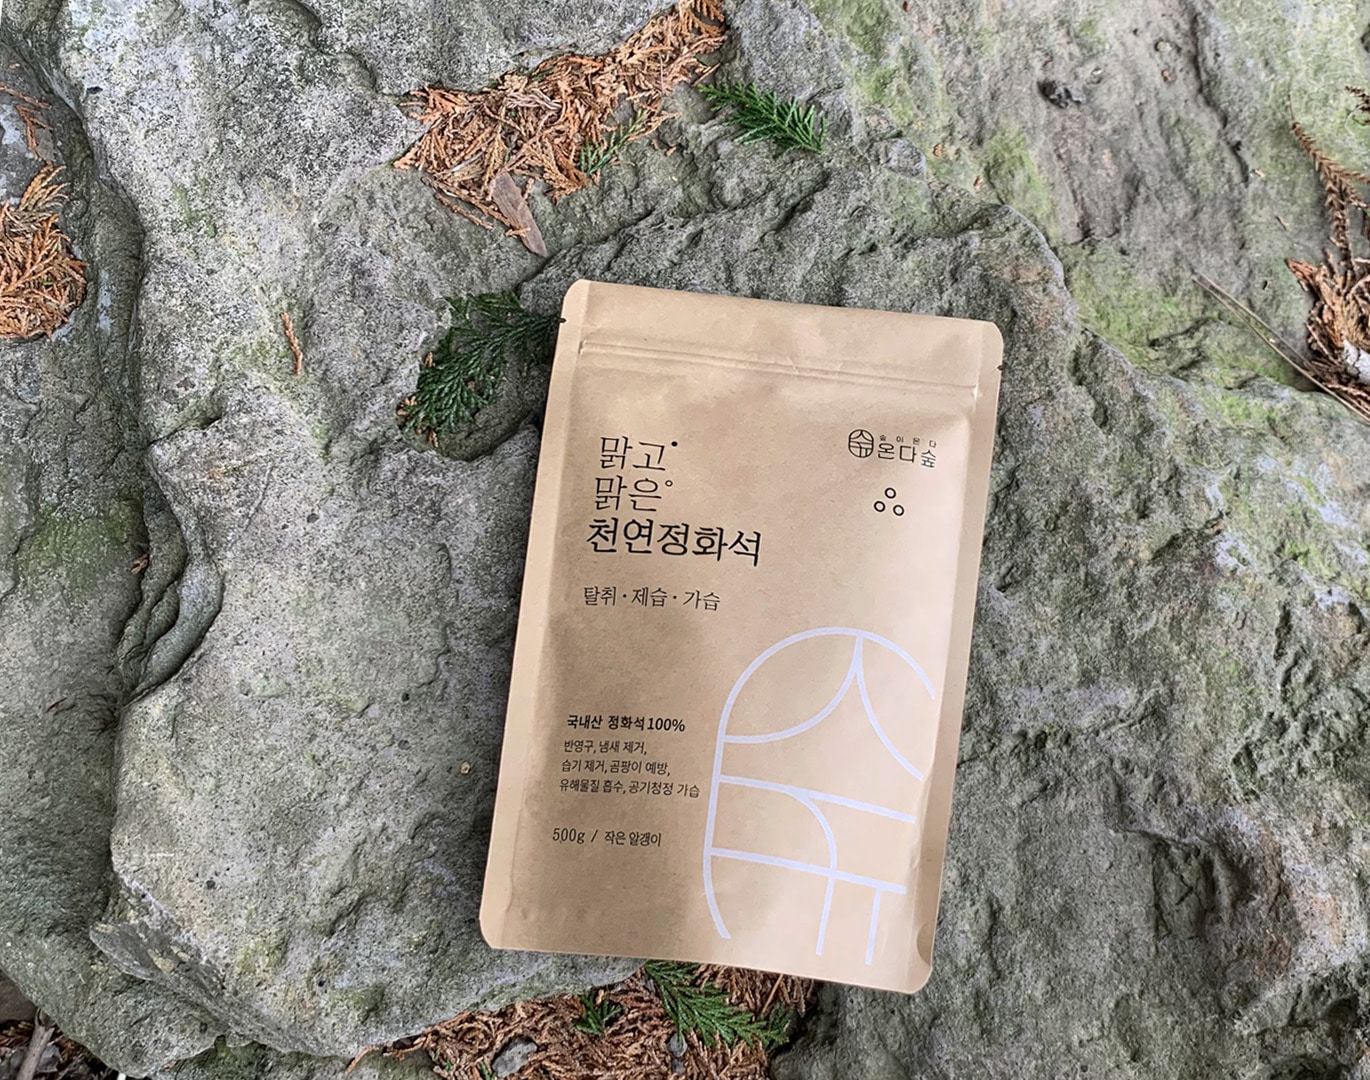 맑고
맑은
천연정화석
탈취·제습·가습
숲이온다
온다숲
국내산 정화석100%
반영구, 냄새 제거,
습기 제거, 곰팡이 예방,
유해물질 흡수, 공기청정 가습
500g / 작은 알갱이